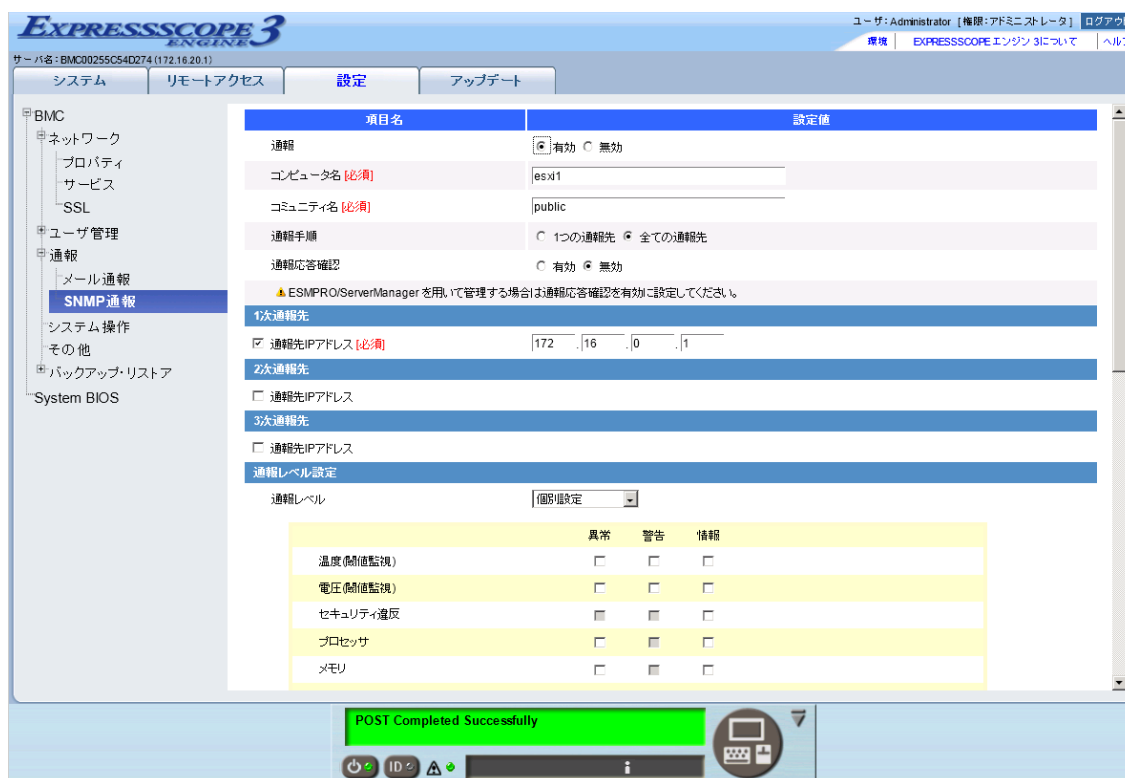 EXPRESSSCOPE
ENGINE 3
ユーザ:Administrator [権限:アドミニストレータ] ログアウト
環境 EXPRESSSCOPE エンジン 3について ヘルプ
サーバ名:BMC00255C54D274 (172.16.20.1)
システム リモートアクセス 設定 アップデート
BMC
ネットワーク
プロパティ
サービス
SSL
ユーザ管理
通報
メール通報
SNMP通報
システム操作
その他
バックアップ・リストア
System BIOS
項目名 設定値
通報 有効 無効
コンピュータ名 [必須] esxi1
コミュニティ名 [必須] public
通報手順 1つの通報先 全ての通報先
通報応答確認 有効 無効
ESMPRO/ServerManager を用いて管理する場合は通報応答確認を有効に設定してください。
1次通報先
通報先IPアドレス [必須] 172 . 16 . 0 . 1
2次通報先
通報先IPアドレス
3次通報先
通報先IPアドレス
通報レベル設定
通報レベル 個別設定
異常 警告 情報
温度(閾値監視)
電圧(閾値監視)
セキュリティ違反
プロセッサ
メモリ
POST Completed Successfully
ID